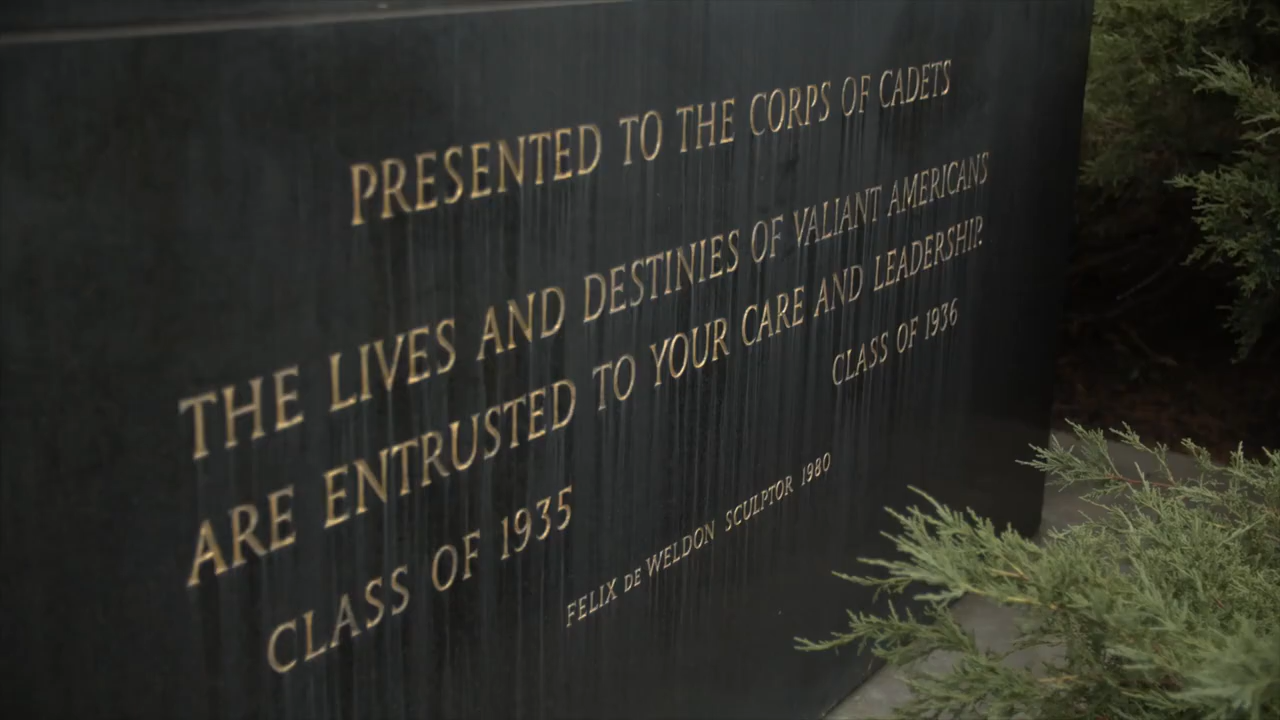 PRESENTED TO THE CORPS OF CADETS
THE LIVES AND DESTINIES OF VALIANT AMERICANS
ARE ENTRUSTED TO YOUR CARE AND LEADERSHIP.
CLASS OF 1935 CLASS OF 1936
FELIX DE WELDON SCULPTOR 1980